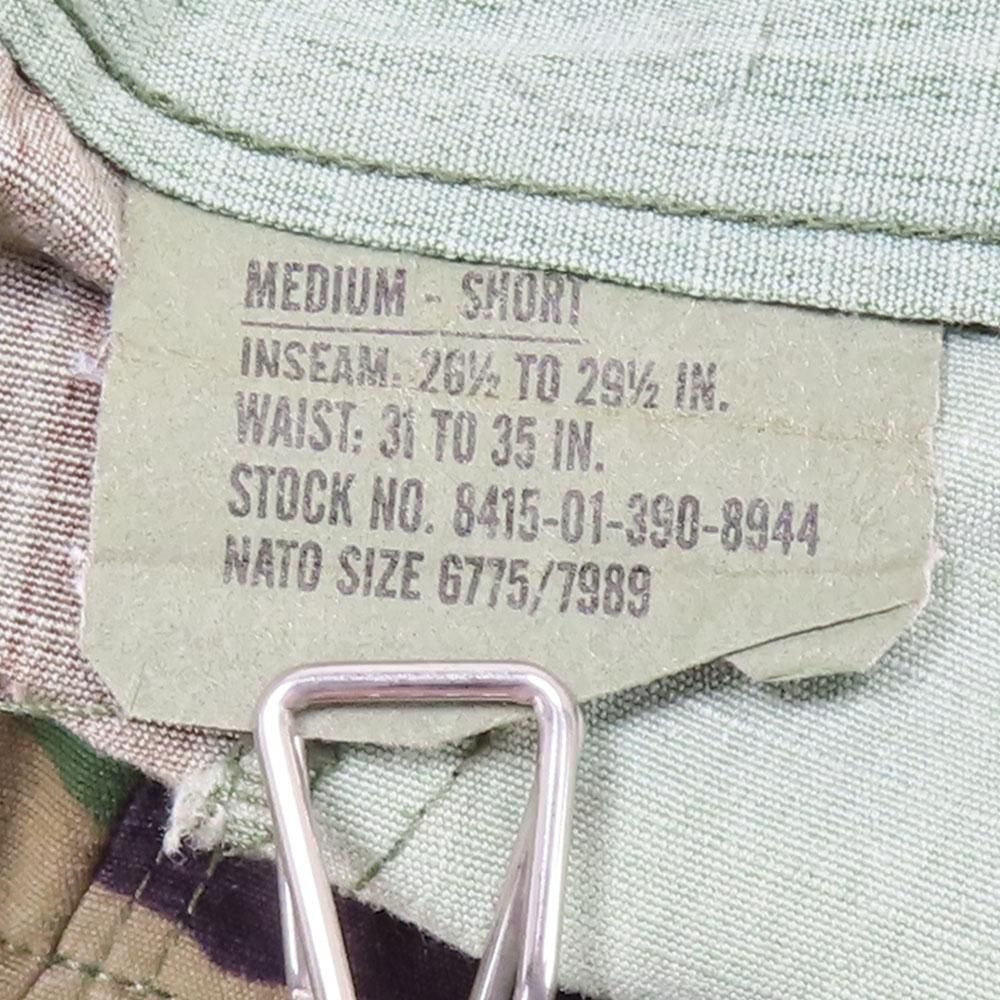 MEDIUM - SHORT
INSEAM: 26½ TO 29½ IN.
WAIST: 31 TO 35 IN.
STOCK NO. 8415-01-390-8944
NATO SIZE 6775/7989